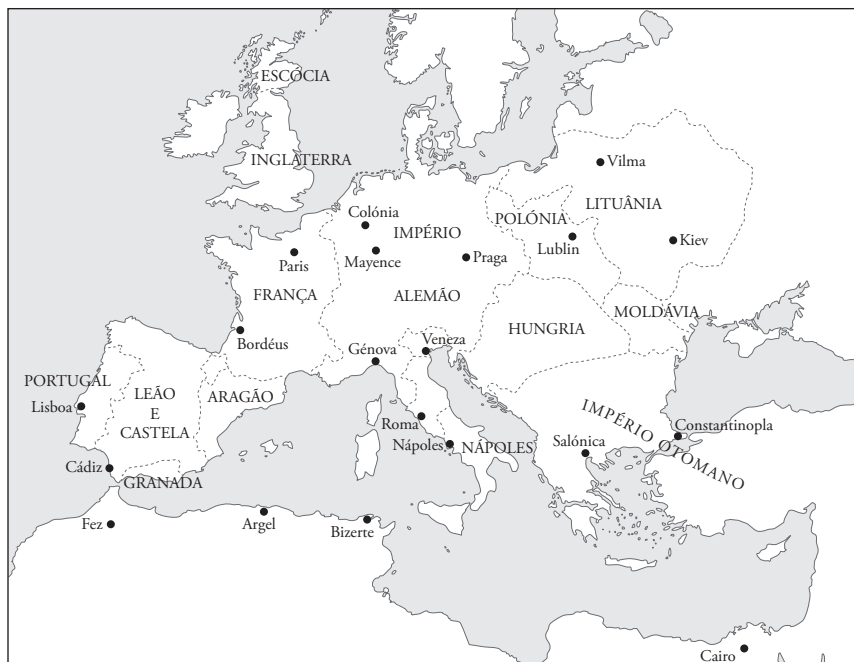 ESCÓCIA
INGLATERRA
Vilma
LITUÂNIA
POLÓNIA
Colónia
IMPÉRIO
Lublin
Kiev
Paris
Mayence
Praga
FRANÇA
ALEMÃO
MOLDÁVIA
HUNGRIA
Bordéus
Génova
Veneza
PORTUGAL
Lisboa
LEÃO
E
CASTELA
ARAGÃO
Roma
Nápoles
NÁPOLES
Salónica
IMPÉRIO OTOMANO
Constantinopla
Cádiz
GRANADA
Fez
Argel
Bizerte
Cairo